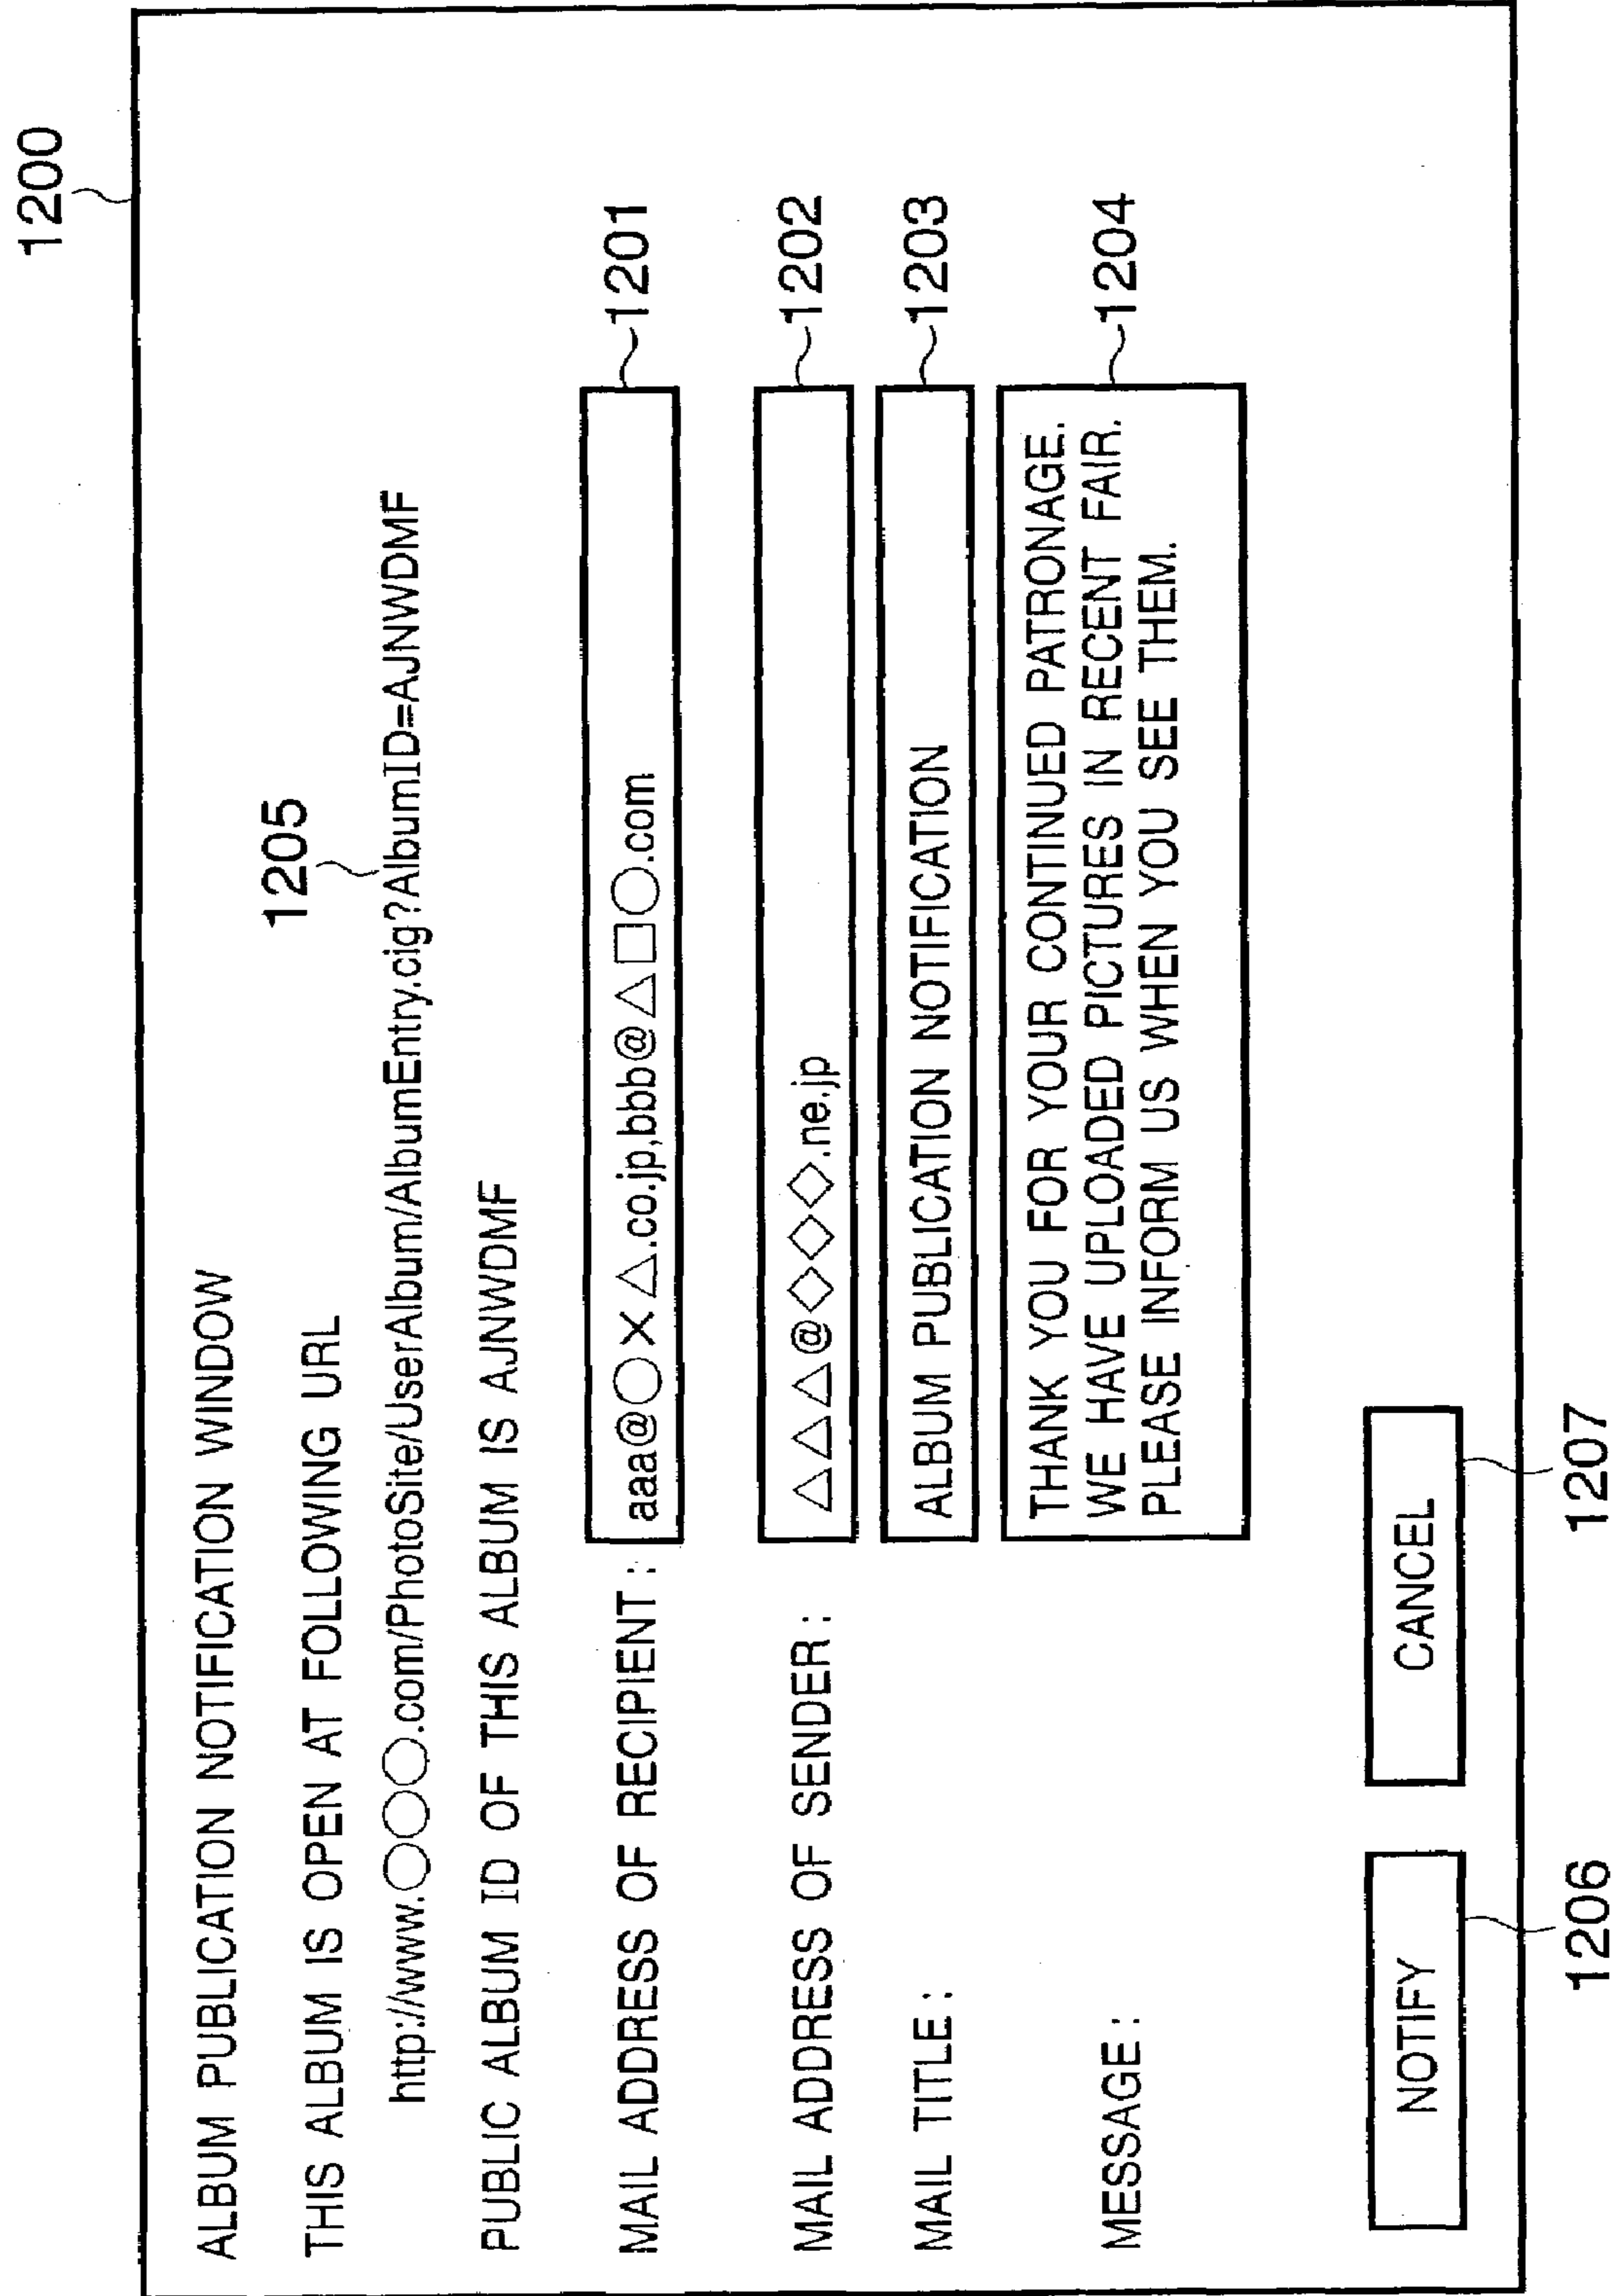 1200
ALBUM PUBLICATION NOTIFICATION WINDOW
THIS ALBUM IS OPEN AT FOLLOWING URL
1205
http://www.○○○.com/PhotoSite/UserAlbum/AlbumEntry.cig?AlbumID=AJNWDMF
PUBLIC ALBUM ID OF THIS ALBUM IS AJNWDMF
MAIL ADDRESS OF RECIPIENT : aaa@○×△.co.jp,bbb@△□○.com 1201
MAIL ADDRESS OF SENDER : △△△@◇◇◇.ne.jp 1202
MAIL TITLE : ALBUM PUBLICATION NOTIFICATION 1203
THANK YOU FOR YOUR CONTINUED PATRONAGE.
MESSAGE : WE HAVE UPLOADED PICTURES IN RECENT FAIR. 1204
PLEASE INFORM US WHEN YOU SEE THEM.
NOTIFY CANCEL
1206 1207